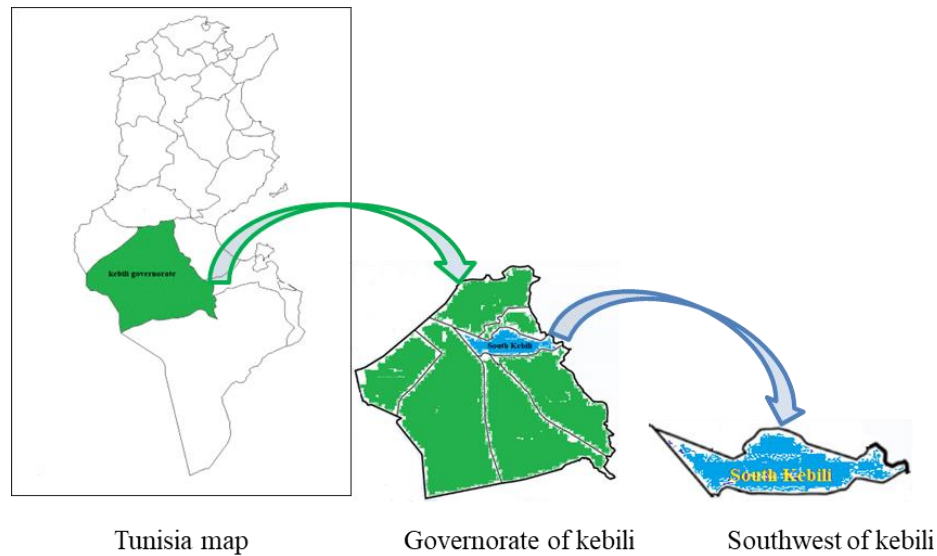 kebili governorate
South Kebili
South Kebili
Tunisia map
Governorate of kebili
Southwest of kebili